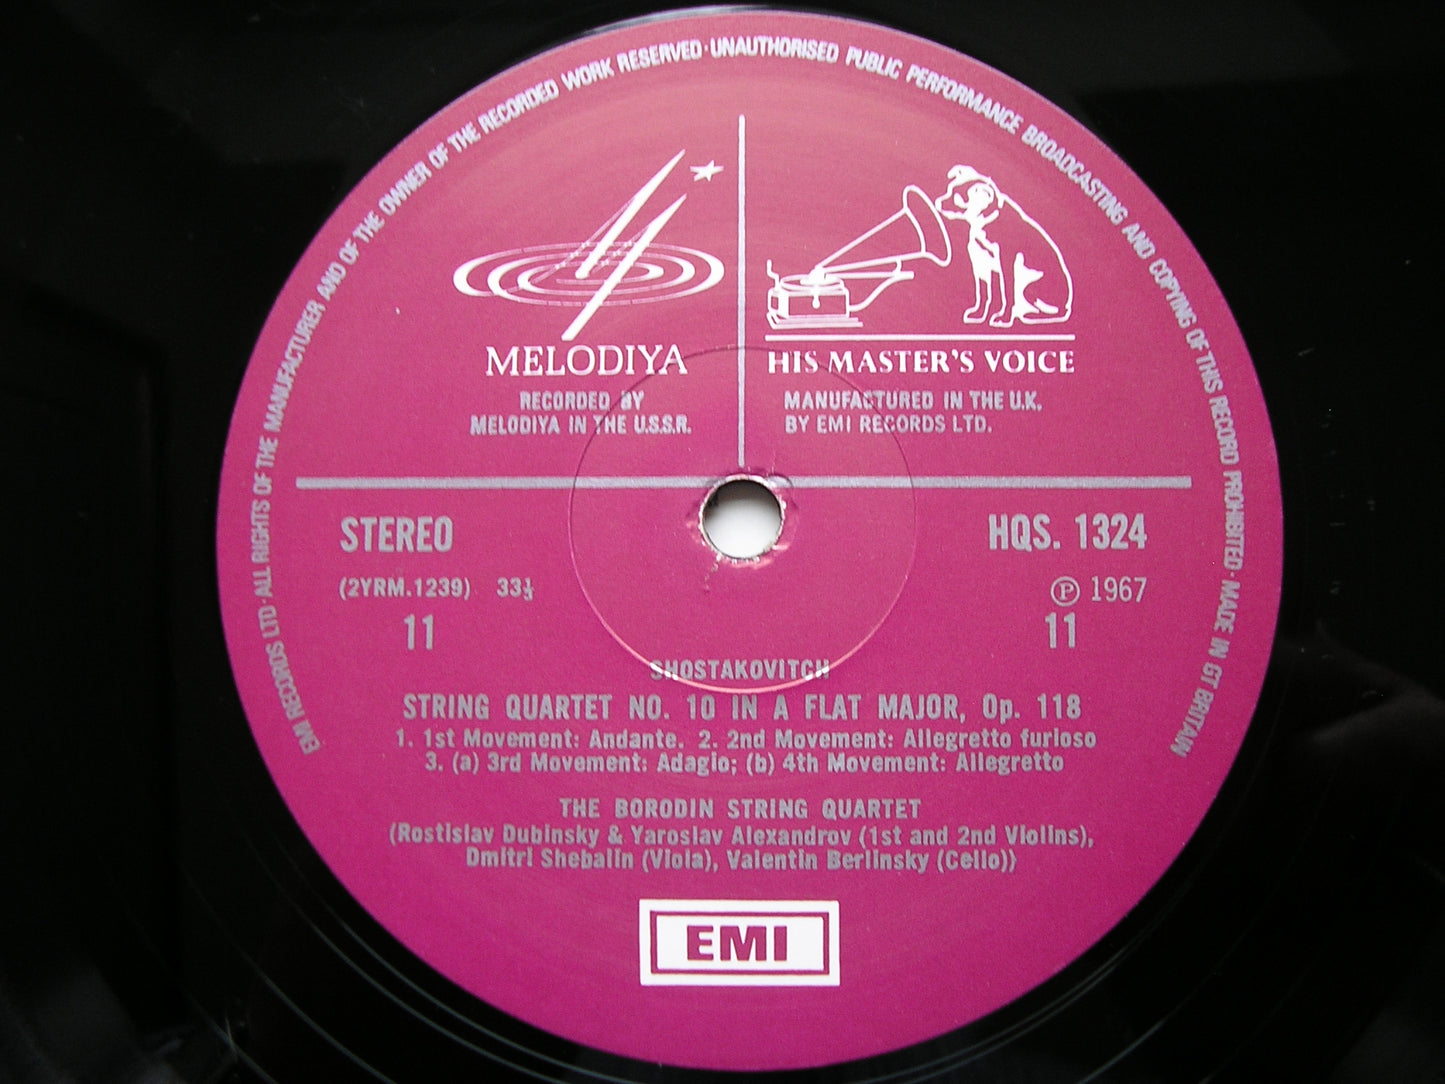 EMI RECORDS LTD · ALL RIGHTS OF THE MANUFACTURER AND OF THE OWNER OF THE RECORDED WORK RESERVED · UNAUTHORISED PUBLIC PERFORMANCE BROADCASTING AND COPYING OF THIS RECORD PROHIBITED · MADE IN GT BRITAIN
MELODIYA
RECORDED BY
MELODIYA IN THE U.S.S.R.
HIS MASTER'S VOICE
MANUFACTURED IN THE U.K.
BY EMI RECORDS LTD.
STEREO
HQS. 1324
(2YRM.1239) 33⅓
℗ 1967
11
11
SHOSTAKOVITCH
STRING QUARTET NO. 10 IN A FLAT MAJOR, Op. 118
1. 1st Movement: Andante. 2. 2nd Movement: Allegretto furioso
3. (a) 3rd Movement: Adagio; (b) 4th Movement: Allegretto
THE BORODIN STRING QUARTET
(Rostislav Dubinsky & Yaroslav Alexandrov (1st and 2nd Violins),
Dmitri Shebalin (Viola), Valentin Berlinsky (Cello))
EMI